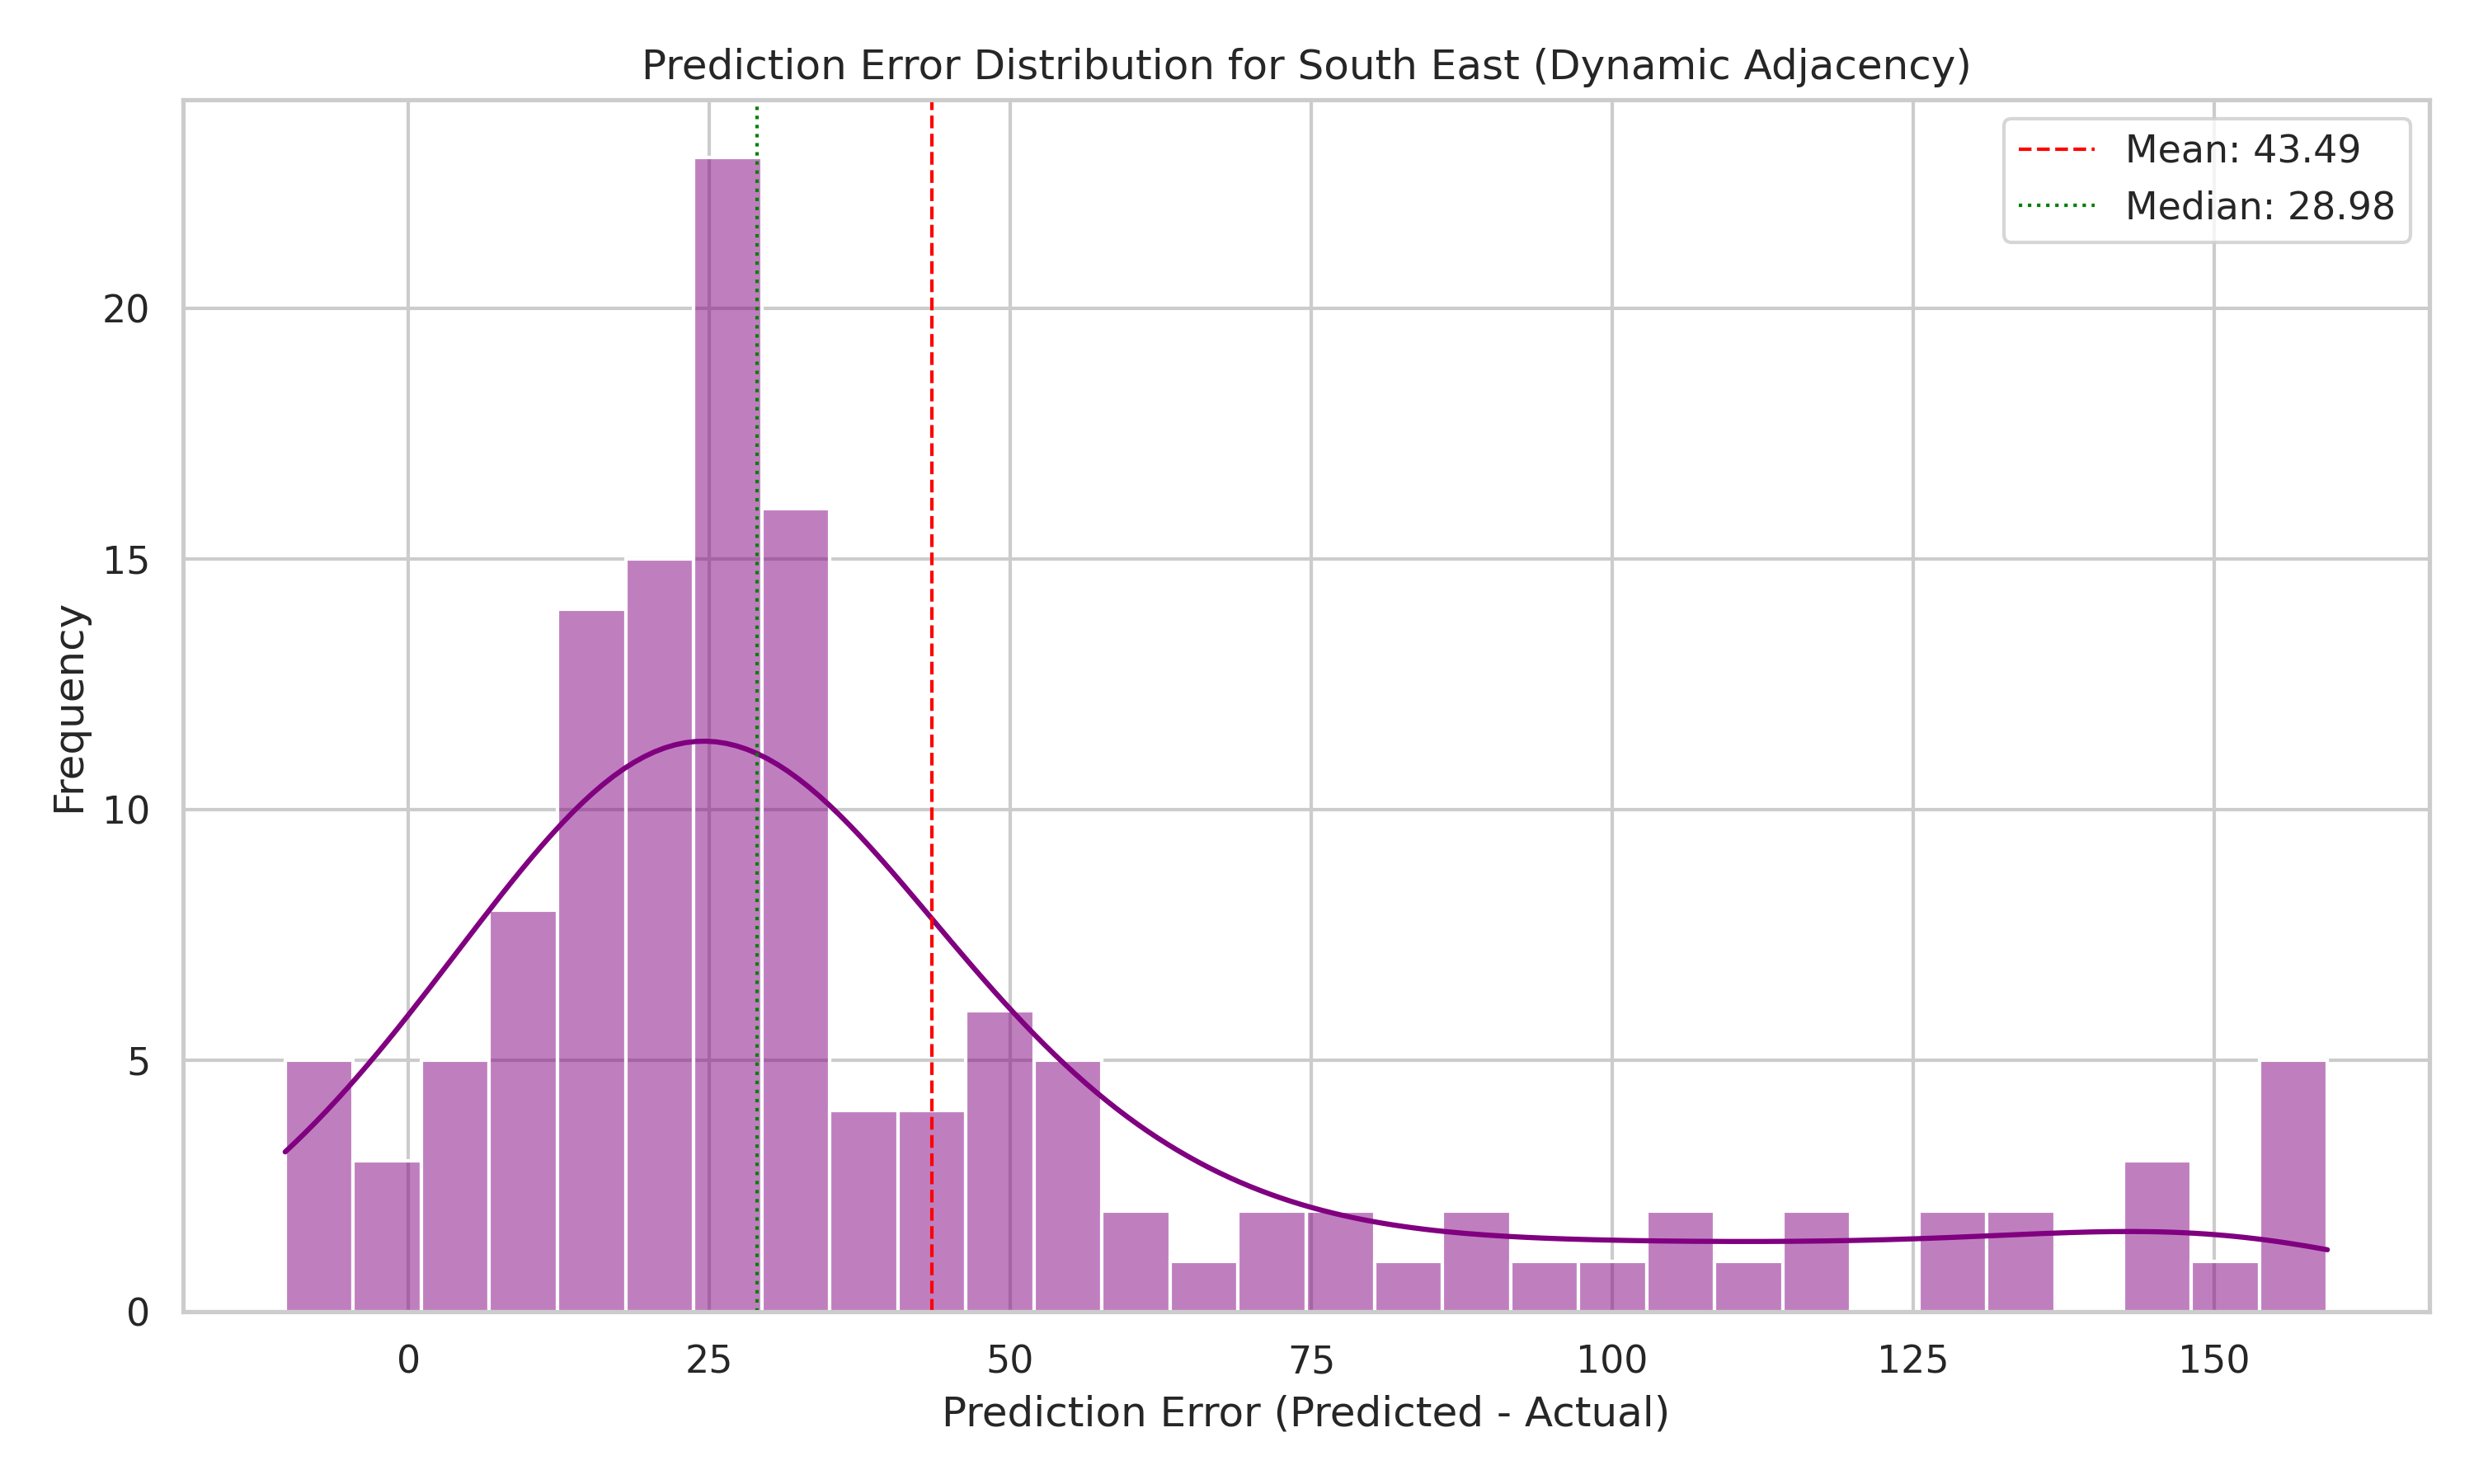 Prediction Error Distribution for South East (Dynamic Adjacency)
Mean: 43.49
Median: 28.98
Frequency
20
15
10
5
0
0 25 50 75 100 125 150
Prediction Error (Predicted - Actual)